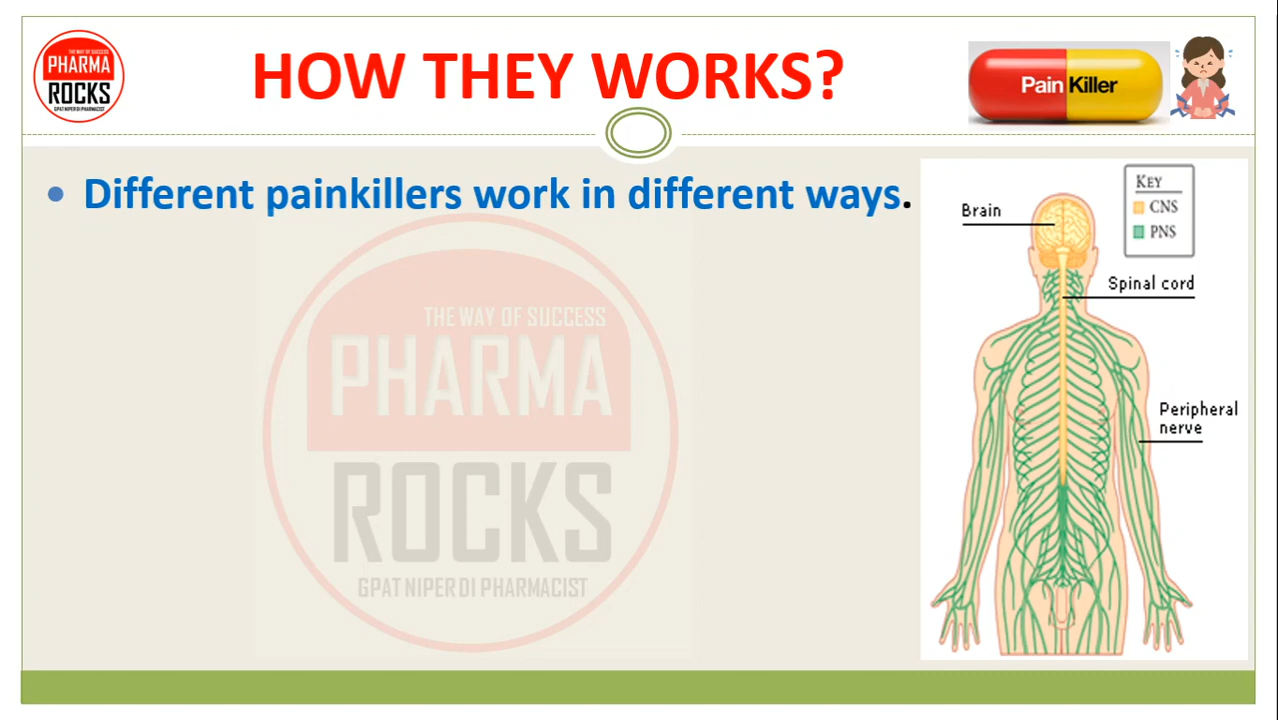 THE WAY OF SUCCESS
PHARMA
ROCKS
GPAT NIPER DI PHARMACIST
HOW THEY WORKS?
Pain Killer
• Different painkillers work in different ways.
THE WAY OF SUCCESS
PHARMA
ROCKS
GPAT NIPER DI PHARMACIST
KEY
CNS
PNS
Brain
Spinal cord
Peripheral
nerve